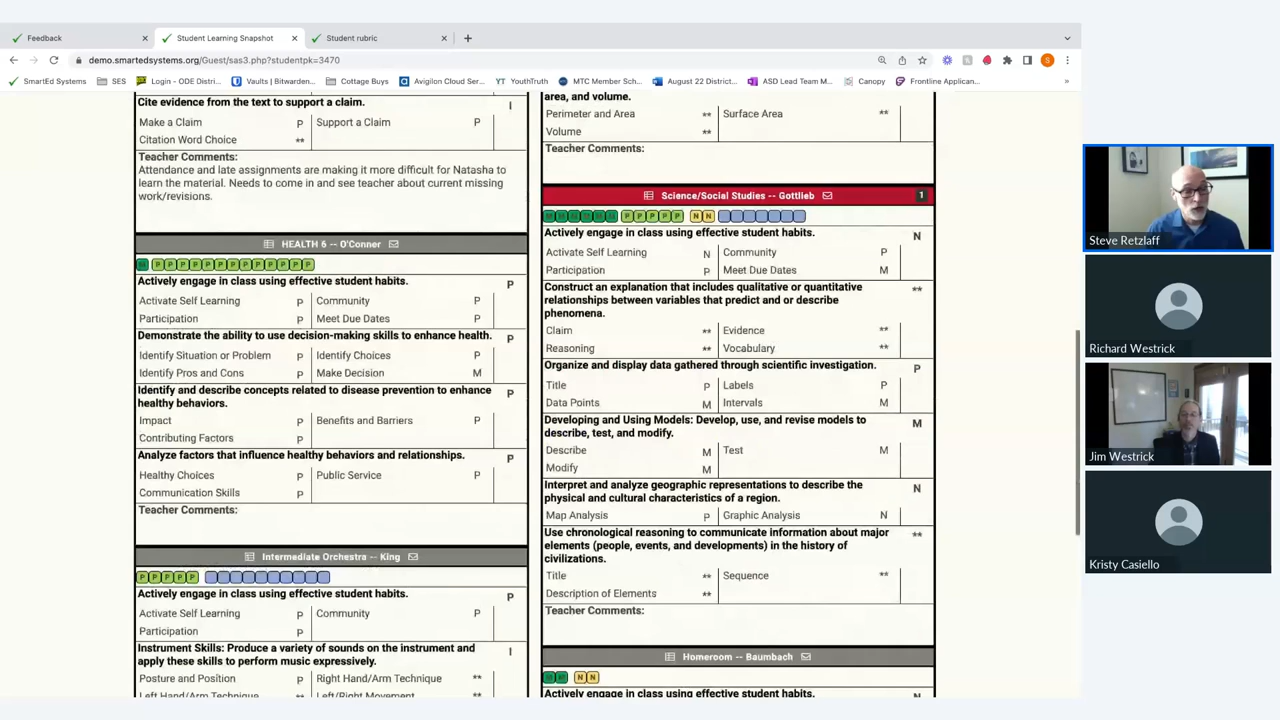 Feedback
Student Learning Snapshot
Student rubric
demo.smartedsystems.org/Guest/sas3.php?studentpk=3470
S
SmartEd Systems
SES
Login - ODE Distri...
Vaults | Bitwarden...
Cottage Buys
Avigilon Cloud Ser...
YouthTruth
MTC Member Sch...
August 22 District...
ASD Lead Team M...
Canopy
Frontline Applican...
Cite evidence from the text to support a claim. I
Make a Claim P Support a Claim P
Citation Word Choice **
Teacher Comments:
Attendance and late assignments are making it more difficult for Natasha to
learn the material. Needs to come in and see teacher about current missing
work/revisions.
HEALTH 6 -- O'Conner
P P P P P P P P P P P P P
Actively engage in class using effective student habits. P
Activate Self Learning P Community P
Participation P Meet Due Dates P
Demonstrate the ability to use decision-making skills to enhance health. P
Identify Situation or Problem P Identify Choices P
Identify Pros and Cons P Make Decision M
Identify and describe concepts related to disease prevention to enhance P
healthy behaviors.
Impact P Benefits and Barriers P
Contributing Factors P
Analyze factors that influence healthy behaviors and relationships. P
Healthy Choices P Public Service P
Communication Skills P
Teacher Comments:
Intermediate Orchestra -- King
P P P P P
Actively engage in class using effective student habits. P
Activate Self Learning P Community P
Participation P
Instrument Skills: Produce a variety of sounds on the instrument and I
apply these skills to perform music expressively.
Posture and Position P Right Hand/Arm Technique **
Left Hand/Arm Technique ** Left/Right Movement **
area, and volume.
Perimeter and Area ** Surface Area **
Volume **
Teacher Comments:
Science/Social Studies -- Gottlieb 1
M M M M M M P P P P P N N
Actively engage in class using effective student habits. N
Activate Self Learning N Community P
Participation P Meet Due Dates M
Construct an explanation that includes qualitative or quantitative **
relationships between variables that predict and or describe
phenomena.
Claim ** Evidence **
Reasoning ** Vocabulary **
Organize and display data gathered through scientific investigation. P
Title P Labels P
Data Points M Intervals M
Developing and Using Models: Develop, use, and revise models to M
describe, test, and modify.
Describe M Test M
Modify M
Interpret and analyze geographic representations to describe the N
physical and cultural characteristics of a region.
Map Analysis P Graphic Analysis N
Use chronological reasoning to communicate information about major **
elements (people, events, and developments) in the history of
civilizations.
Title ** Sequence **
Description of Elements **
Teacher Comments:
Homeroom -- Baumbach
M M N N
Actively engage in class using effective student habits. N
Steve Retzlaff
Richard Westrick
Jim Westrick
Kristy Casiello